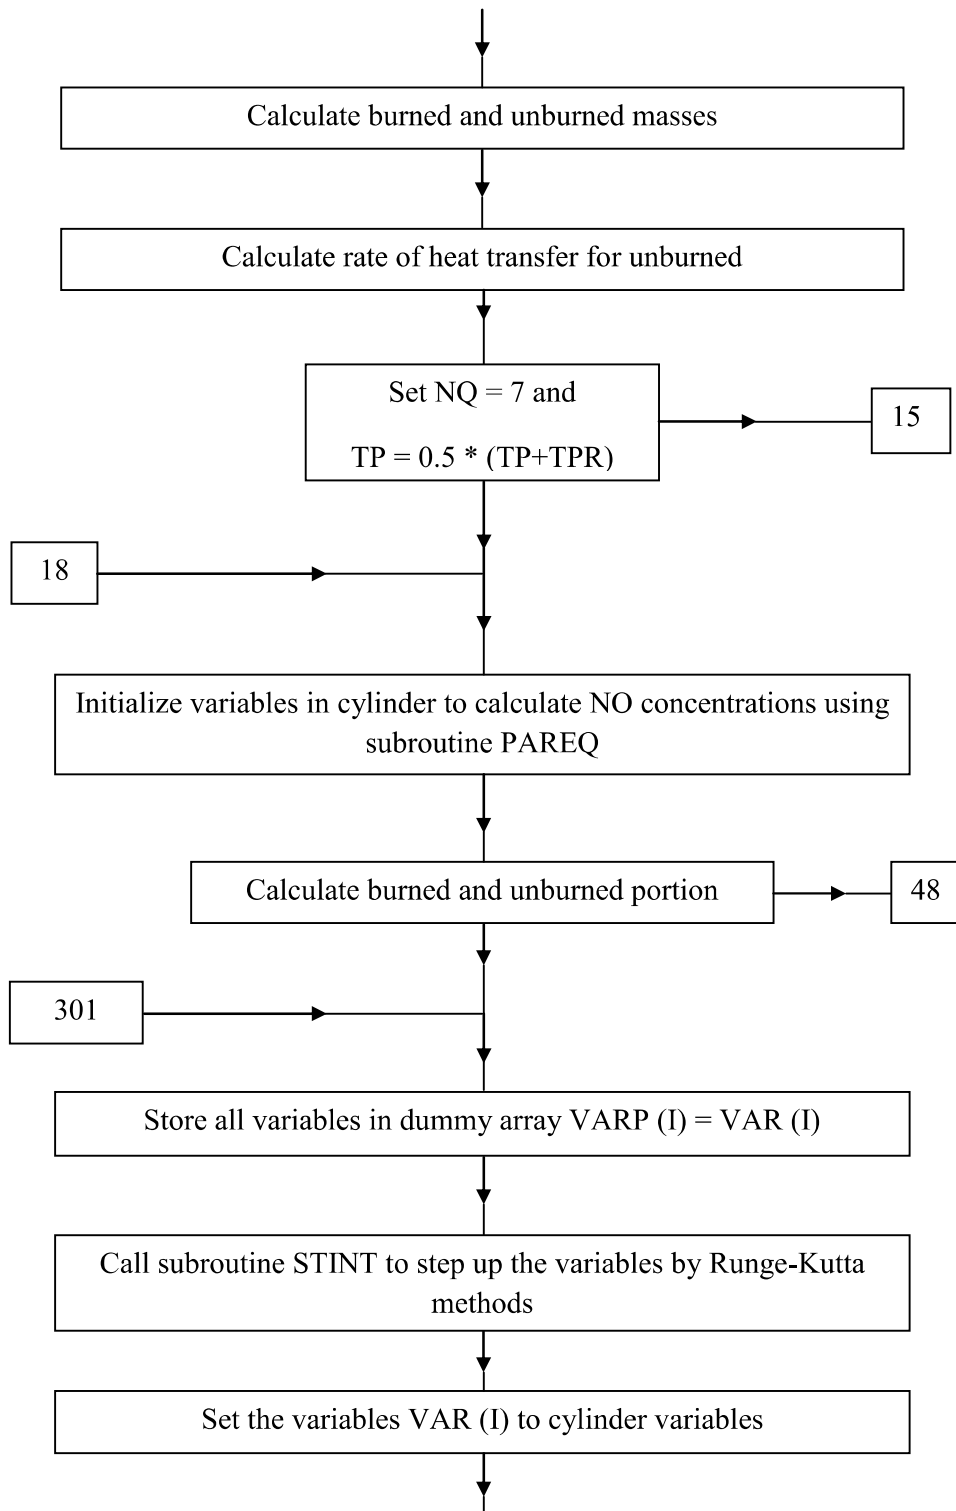 Calculate burned and unburned masses
Calculate rate of heat transfer for unburned
Set NQ = 7 and
TP = 0.5 * (TP+TPR)
15
18
Initialize variables in cylinder to calculate NO concentrations using
subroutine PAREQ
Calculate burned and unburned portion
48
301
Store all variables in dummy array VARP (I) = VAR (I)
Call subroutine STINT to step up the variables by Runge-Kutta
methods
Set the variables VAR (I) to cylinder variables